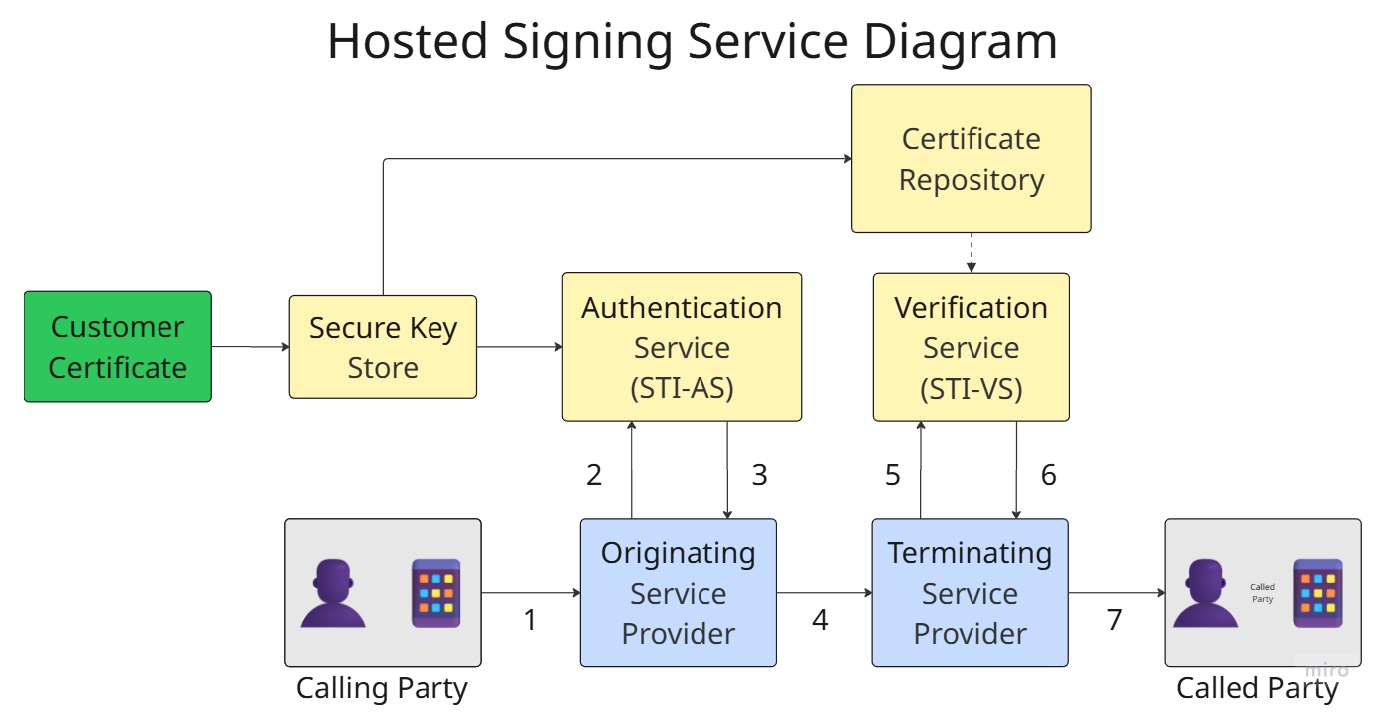 Hosted Signing Service Diagram
Certificate
Repository
Customer
Certificate
Secure Key
Store
Authentication
Service
(STI-AS)
Verification
Service
(STI-VS)
2
3
5
6
Originating
Service
Provider
Terminating
Service
Provider
Called
Party
1
4
7
Calling Party
Called Party
miro